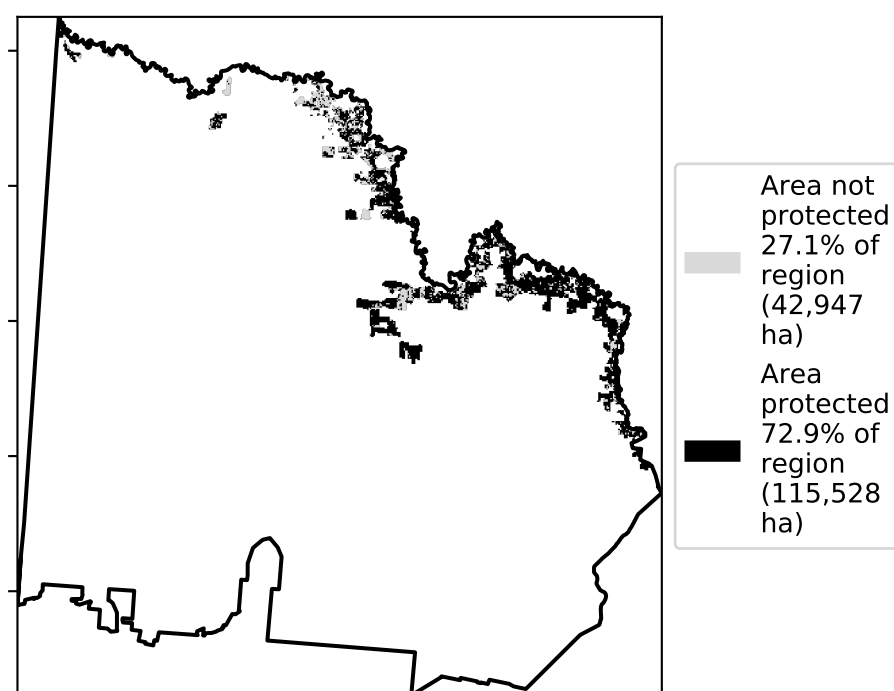 Area not
protected
27.1% of
region
(42,947
ha)
Area
protected
72.9% of
region
(115,528
ha)